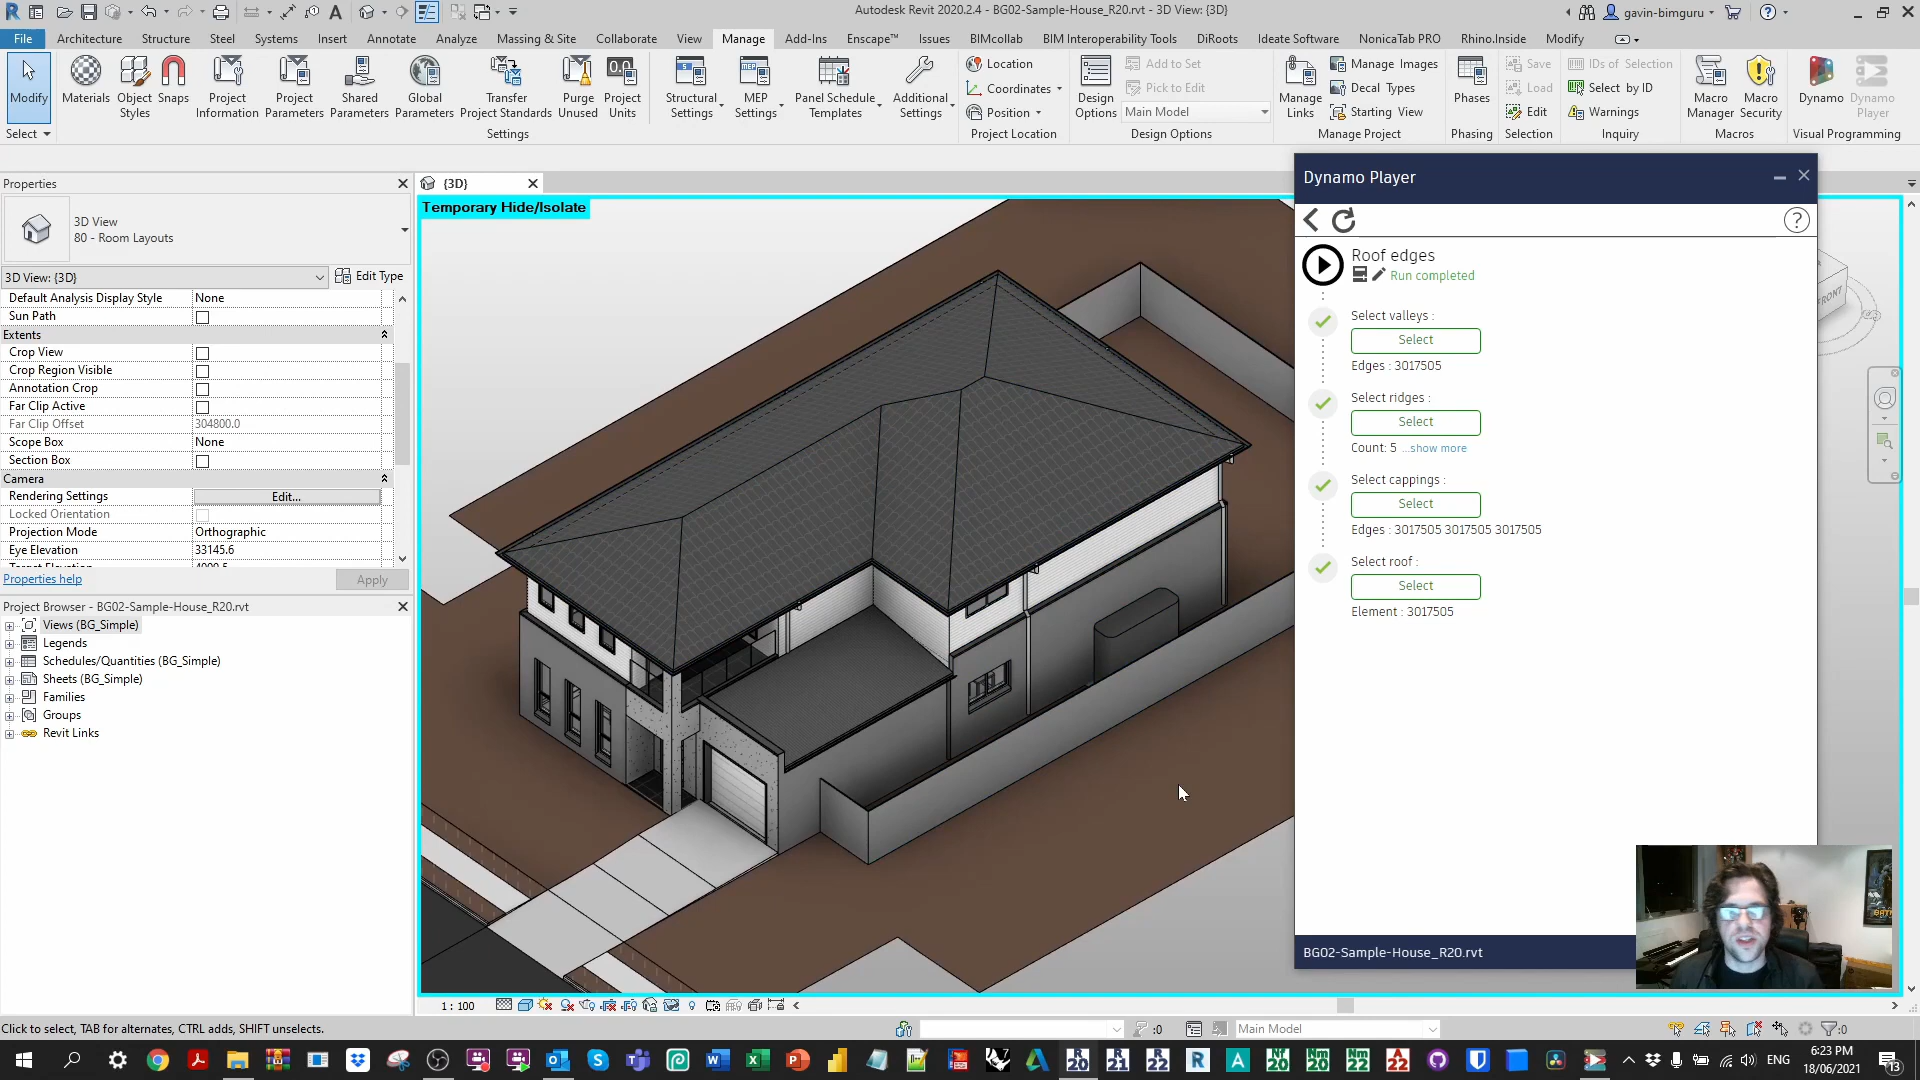 Autodesk Revit 2020.2.4 - BG02-Sample-House_R20.rvt - 3D View: {3D}
gavin-bimguru
File Architecture Structure Steel Systems Insert Annotate Analyze Massing & Site Collaborate View Manage Add-Ins Enscape™ Issues BIMcollab BIM Interoperability Tools DiRoots Ideate Software NonicaTab PRO Rhino.Inside Modify
Modify
Materials
Object Styles
Snaps
Project Information
Project Parameters
Shared Parameters
Global Parameters
Transfer Project Standards
Purge Unused
Project Units
Structural Settings
MEP Settings
Panel Schedule Templates
Additional Settings
Location
Coordinates
Position
Design Options
Add to Set
Pick to Edit
Main Model
Manage Links
Manage Images
Decal Types
Starting View
Phases
Save
Load
Edit
IDs of Selection
Select by ID
Warnings
Macro Manager
Macro Security
Dynamo
Dynamo Player
Select
Settings
Project Location
Design Options
Manage Project
Phasing
Selection
Inquiry
Macros
Visual Programming
Properties
3D View
80 - Room Layouts
3D View: {3D}
Edit Type
Default Analysis Display Style None
Sun Path
Extents
Crop View
Crop Region Visible
Annotation Crop
Far Clip Active
Far Clip Offset 304800.0
Scope Box None
Section Box
Camera
Rendering Settings Edit...
Locked Orientation
Projection Mode Orthographic
Eye Elevation 33145.6
Properties help
Apply
Project Browser - BG02-Sample-House_R20.rvt
Views (BG_Simple)
Legends
Schedules/Quantities (BG_Simple)
Sheets (BG_Simple)
Families
Groups
Revit Links
{3D}
Temporary Hide/Isolate
FRONT
Dynamo Player
Roof edges
Run completed
Select valleys :
Select
Edges : 3017505
Select ridges :
Select
Count: 5 ...show more
Select cappings :
Select
Edges : 3017505 3017505 3017505
Select roof :
Select
Element : 3017505
BG02-Sample-House_R20.rvt
1 : 100
Click to select, TAB for alternates, CTRL adds, SHIFT unselects.
:0
Main Model
:0
ENG
6:23 PM
18/06/2021
13